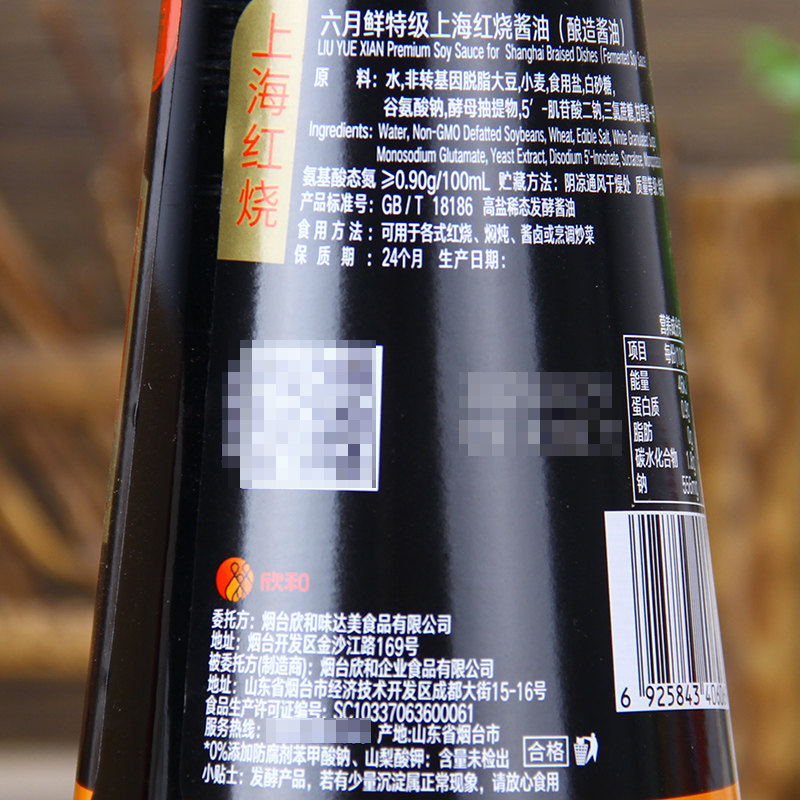 上海红烧
六月鲜特级上海红烧酱油（酿造酱油）
LIU YUE XIAN Premium Soy Sauce for Shanghai Braised Dishes (Fermented Soy Sauce
原 料：水,非转基因脱脂大豆,小麦,食用盐,白砂糖,
谷氨酸钠,酵母抽提物,5′-肌苷酸二钠,三氯蔗糖,
Ingredients: Water, Non-GMO Defatted Soybeans, Wheat, Edible Salt, White Granulated
Monosodium Glutamate, Yeast Extract, Disodium 5'-Inosinate, Sucralose,
氨基酸态氮 ≥0.90g/100mL 贮藏方法：阴凉通风干燥处 质量等级:
产品标准号：GB/T 18186 高盐稀态发酵酱油
食用方法：可用于各式红烧、焖炖、酱卤或烹调炒菜
保质期：24个月 生产日期：
营养成分
项目 每份
能量
蛋白质
脂肪
碳水化合物
钠
6 925843
欣和
委托方：烟台欣和味达美食品有限公司
地址：烟台开发区金沙江路169号
被委托方(制造商)：烟台欣和企业食品有限公司
地址：山东省烟台市经济技术开发区成都大街15-16号
食品生产许可证编号：SC10337063600061
服务热线： 产地:山东省烟台市
*0%添加防腐剂苯甲酸钠、山梨酸钾：含量未检出 合格
小贴士：发酵产品，若有少量沉淀属正常现象，请放心食用